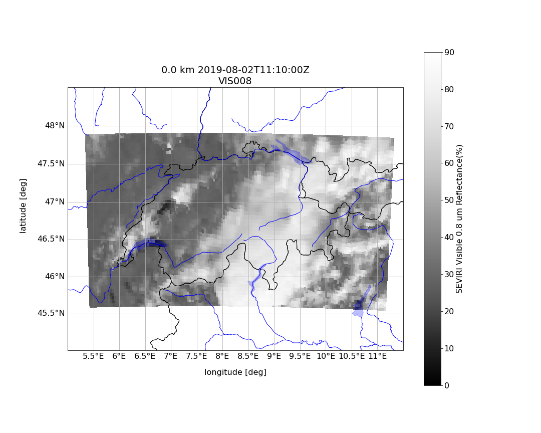 0.0 km 2019-08-02T11:10:00Z
VIS008
48°N
47.5°N
47°N
46.5°N
46°N
45.5°N
latitude [deg]
5.5°E 6°E 6.5°E 7°E 7.5°E 8°E 8.5°E 9°E 9.5°E 10°E 10.5°E 11°E
longitude [deg]
90
80
70
60
50
40
30
20
10
0
SEVIRI Visible 0.8 um Reflectance(%)